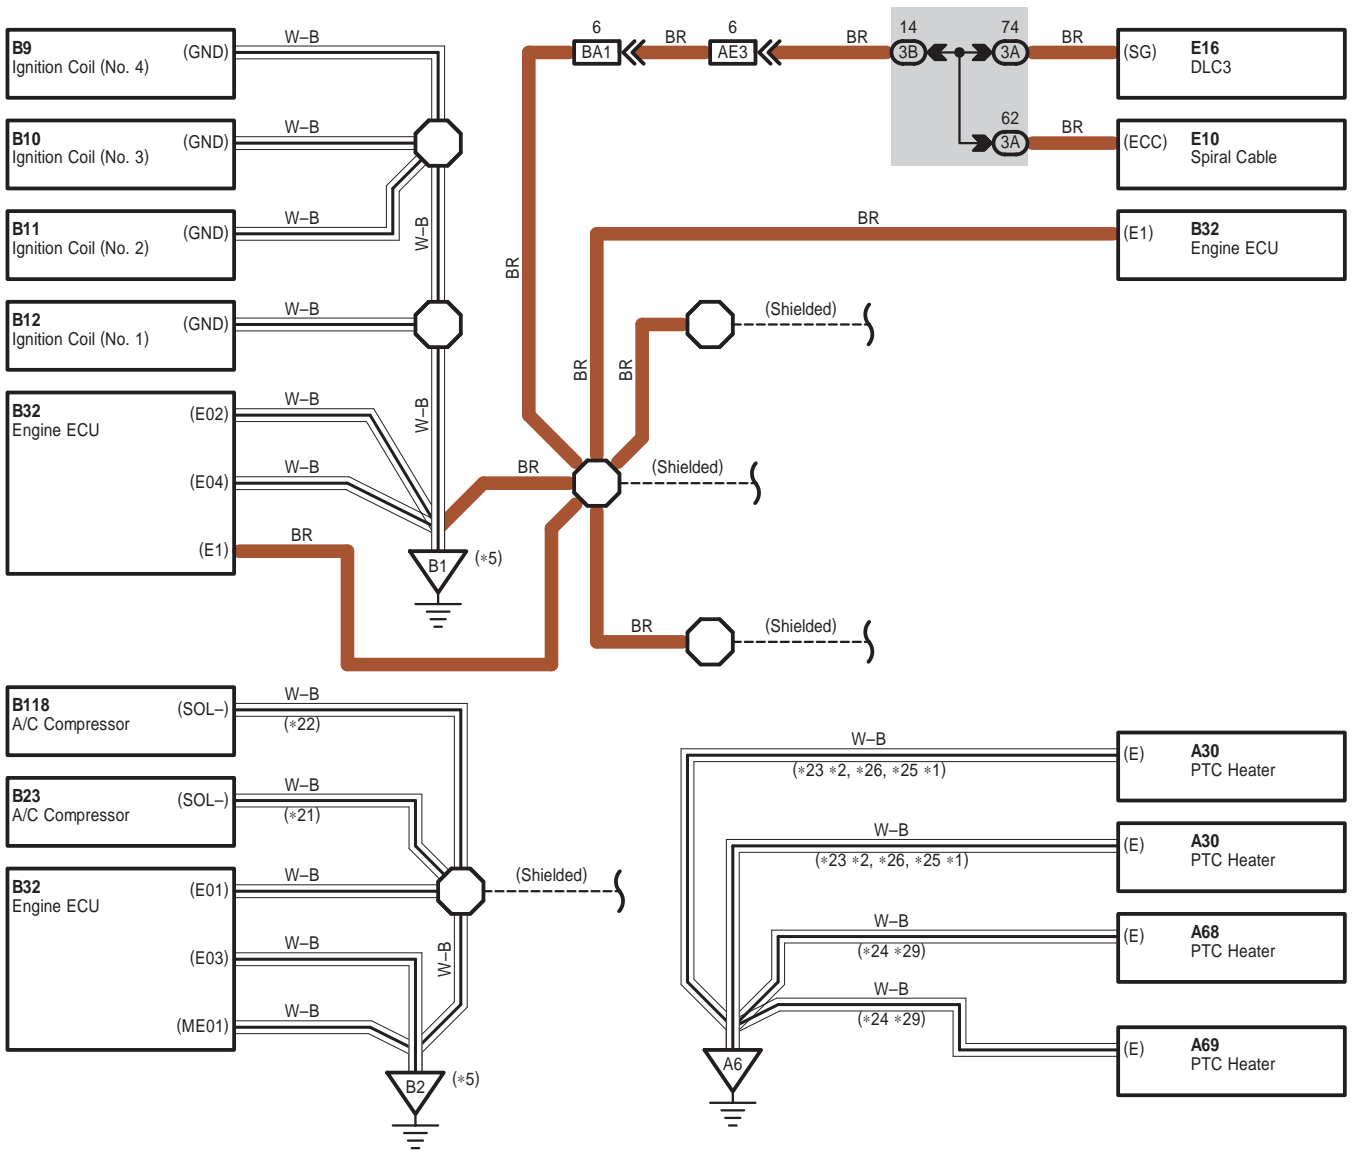 B9
Ignition Coil (No. 4)
(GND)
W–B
B10
Ignition Coil (No. 3)
(GND)
W–B
B11
Ignition Coil (No. 2)
(GND)
W–B
W–B
B12
Ignition Coil (No. 1)
(GND)
W–B
W–B
B32
Engine ECU
(E02)
W–B
(E04)
W–B
(E1)
BR
B1
(*5)
BR
6
BA1
BR
6
AE3
BR
14
3B
74
3A
BR
(SG)
E16
DLC3
62
3A
BR
(ECC)
E10
Spiral Cable
BR
BR
(E1)
B32
Engine ECU
BR
BR
(Shielded)
BR
(Shielded)
BR
(Shielded)
B118
A/C Compressor
(SOL–)
W–B
(*22)
B23
A/C Compressor
(SOL–)
W–B
(*21)
B32
Engine ECU
(E01)
W–B
(Shielded)
(E03)
W–B
W–B
(ME01)
W–B
B2
(*5)
W–B
(*23 *2, *26, *25 *1)
(E)
A30
PTC Heater
W–B
(*23 *2, *26, *25 *1)
(E)
A30
PTC Heater
W–B
(*24 *29)
(E)
A68
PTC Heater
W–B
(*24 *29)
(E)
A69
PTC Heater
A6